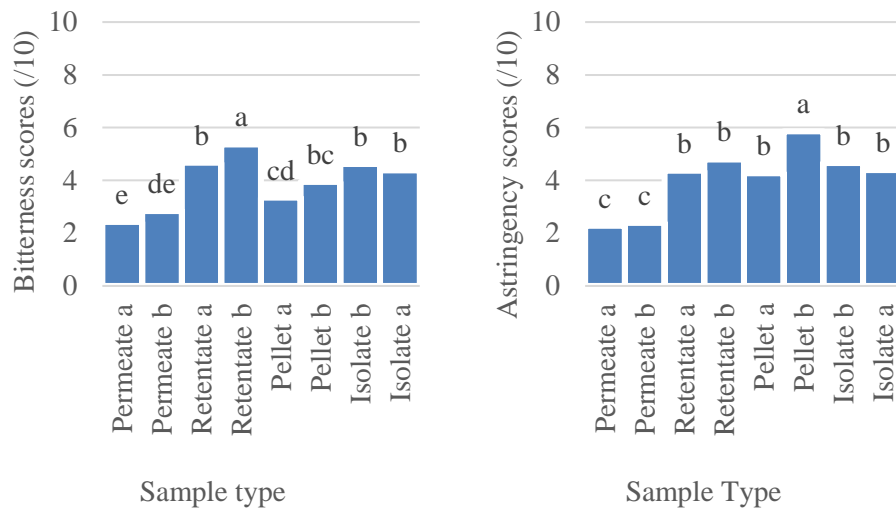 Bitterness scores (/10)
10
8
6
4
2
0
e
de
b
a
cd
bc
b
b
Permeate a
Permeate b
Retentate a
Retentate b
Pellet a
Pellet b
Isolate b
Isolate a
Sample type
Astringency scores (/10)
10
8
6
4
2
0
c
c
b
b
b
a
b
b
Permeate a
Permeate b
Retentate a
Retentate b
Pellet a
Pellet b
Isolate b
Isolate a
Sample Type